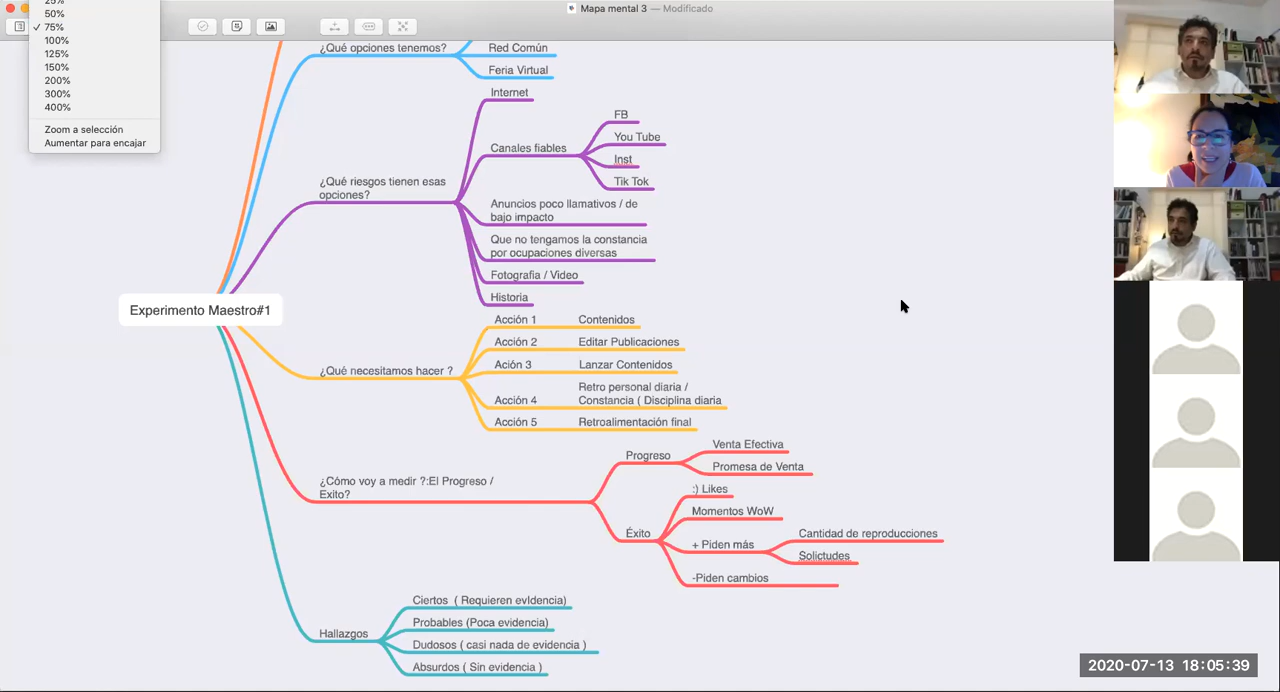 Mapa mental 3 — Modificado
25%
50%
✓ 75%
100%
125%
150%
200%
300%
400%
Zoom a selección
Aumentar para encajar
Experimento Maestro#1
¿Qué opciones tenemos?
Red Común
Feria Virtual
¿Qué riesgos tienen esas
opciones?
Internet
Canales fiables
FB
You Tube
Inst
Tik Tok
Anuncios poco llamativos / de
bajo impacto
Que no tengamos la constancia
por ocupaciones diversas
Fotografia / Video
Historia
¿Qué necesitamos hacer ?
Acción 1 Contenidos
Acción 2 Editar Publicaciones
Ación 3 Lanzar Contenidos
Retro personal diaria /
Acción 4 Constancia ( Disciplina diaria
Acción 5 Retroalimentación final
¿Cómo voy a medir ?:El Progreso /
Exito?
Progreso
Venta Efectiva
Promesa de Venta
Éxito
:) Likes
Momentos WoW
+ Piden más
Cantidad de reproducciones
Solictudes
-Piden cambios
Hallazgos
Ciertos ( Requieren evIdencia)
Probables (Poca evidencia)
Dudosos ( casi nada de evidencia )
Absurdos ( Sin evidencia )
2020-07-13 18:05:39